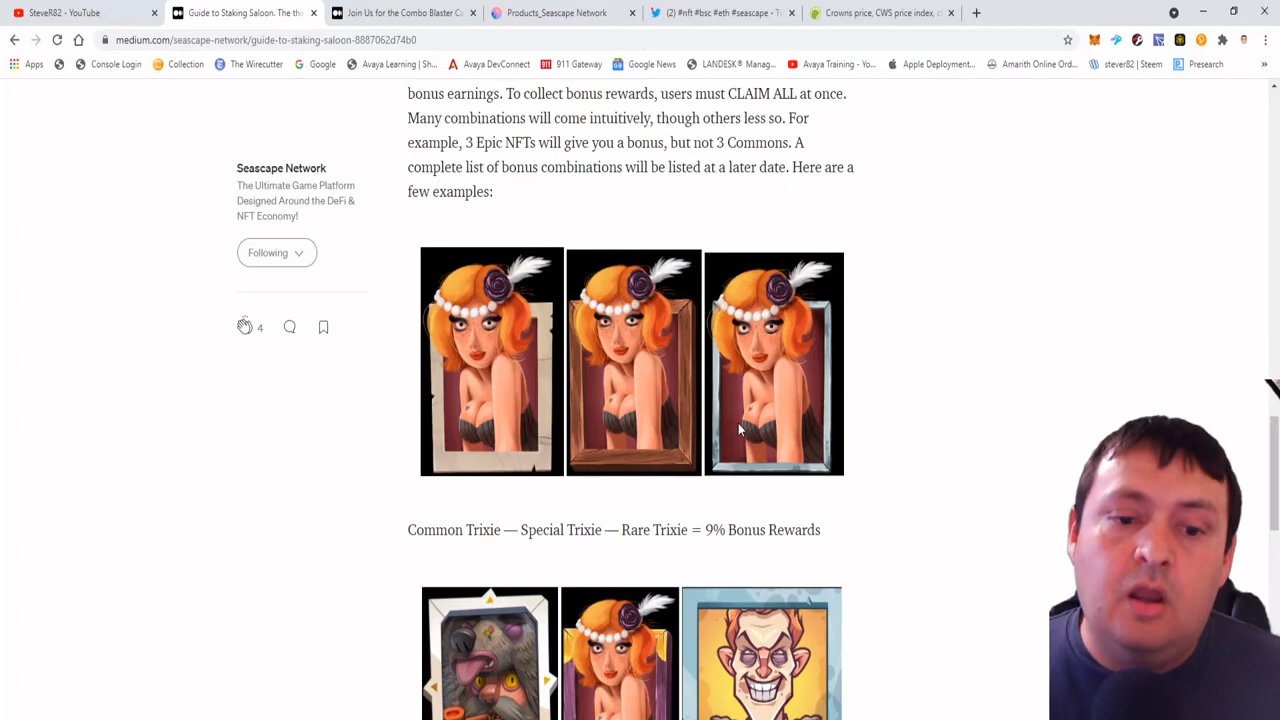 SteveR82 - YouTube
Guide to Staking Saloon. The thi
Join Us for the Combo Blaster Ca
Products_Seascape Network
(2) #nft #bsc #eth #seascape - Tw
Crowns price, CWS price index, c
medium.com/seascape-network/guide-to-staking-saloon-8887062d74b0
Apps
Console Login
Collection
The Wirecutter
Google
Avaya Learning | Sh...
Avaya DevConnect
911 Gateway
Google News
LANDESK® Manag...
Avaya Training - Yo...
Apple Deployment...
Amarith Online Ord...
stever82 | Steem
Presearch
bonus earnings. To collect bonus rewards, users must CLAIM ALL at once.
Many combinations will come intuitively, though others less so. For
example, 3 Epic NFTs will give you a bonus, but not 3 Commons. A
complete list of bonus combinations will be listed at a later date. Here are a
few examples:
Seascape Network
The Ultimate Game Platform
Designed Around the DeFi &
NFT Economy!
Following
4
Common Trixie — Special Trixie — Rare Trixie = 9% Bonus Rewards